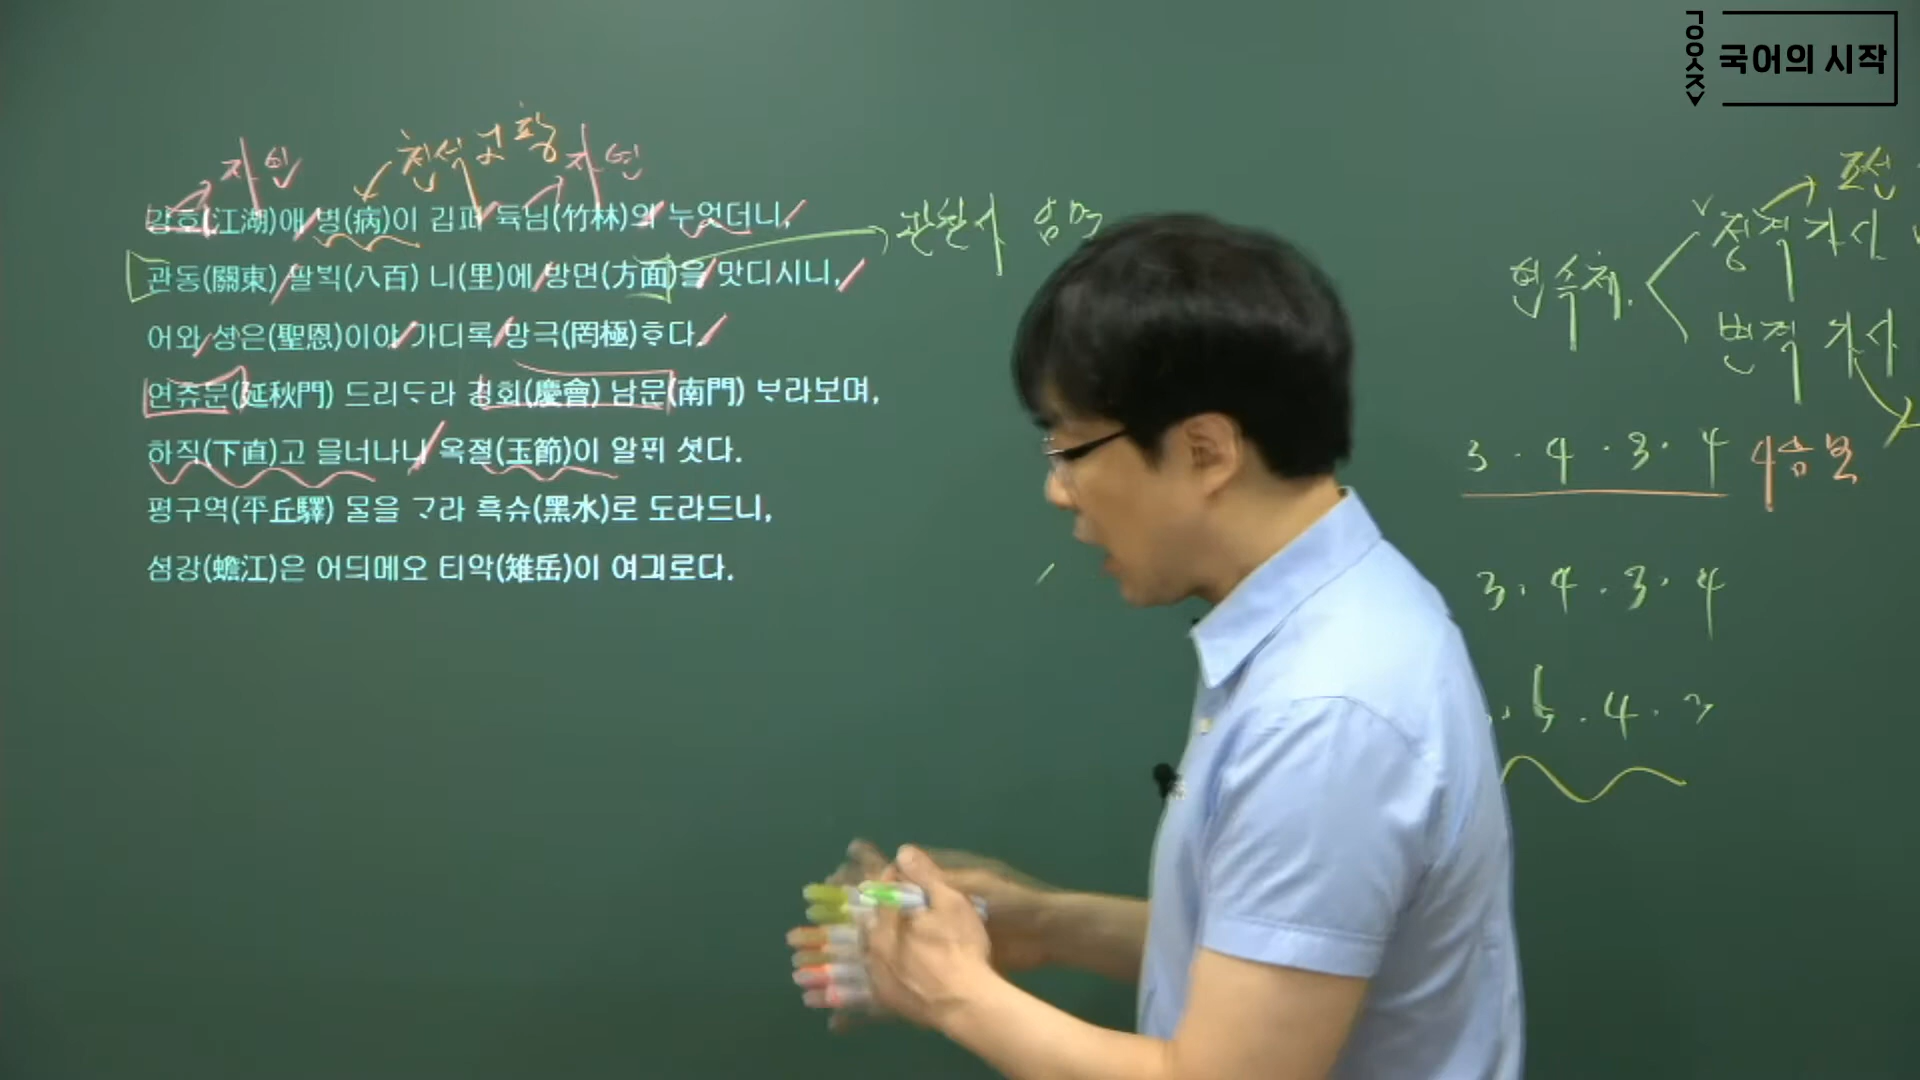 자연 천석고황 자연
강호(江湖)애 병(病)이 깁퍼 듁님(竹林)의 누엇더니,
관찰사 임명
관동(關東) 팔빅(八百) 니(里)에 방면(方面)을 맛디시니,
어와 셩은(聖恩)이야 가디록 망극(罔極)ᄒᆞ다.
연츄문(延秋門) 드리ᄃᆞ라 경회(慶會) 남문(南門) ᄇᆞ라보며,
하직(下直)고 믈너나니 옥졀(玉節)이 알ᄑᆡ 셧다.
평구역(平丘驛) ᄆᆞᆯ을 ᄀᆞ라 흑슈(黑水)로 도라드니,
셤강(蟾江)은 어듸메오 티악(雉岳)이 여긔로다.
국어의 시작
조선
정격 가사
연속체.
변격 가사
3 · 4 · 3 · 4 4음보
3 · 4 · 3 · 4
5 · 4 · 3